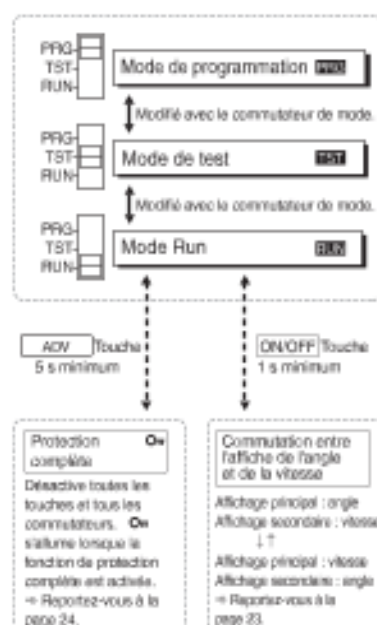 PRG
TST
RUN
Mode de programmation PRG
Modifié avec le commutateur de mode.
PRG
TST
RUN
Mode de test TST
Modifié avec le commutateur de mode.
PRG
TST
RUN
Mode Run RUN
ADV Touche
5 s minimum
ON/OFF Touche
1 s minimum
Protection
complète
Désactive toutes les
touches et tous les
commutateurs.
s'allume lorsque la
fonction de protection
complète est activée.
⇒ Reportez-vous à la
page 24.
Commutation entre
l'affiche de l'angle
et de la vitesse
Affichage principal : angle
Affichage secondaire : vitesse
↓↑
Affichage principal : vitesse
Affichage secondaire : angle
⇒ Reportez-vous à la
page 23.